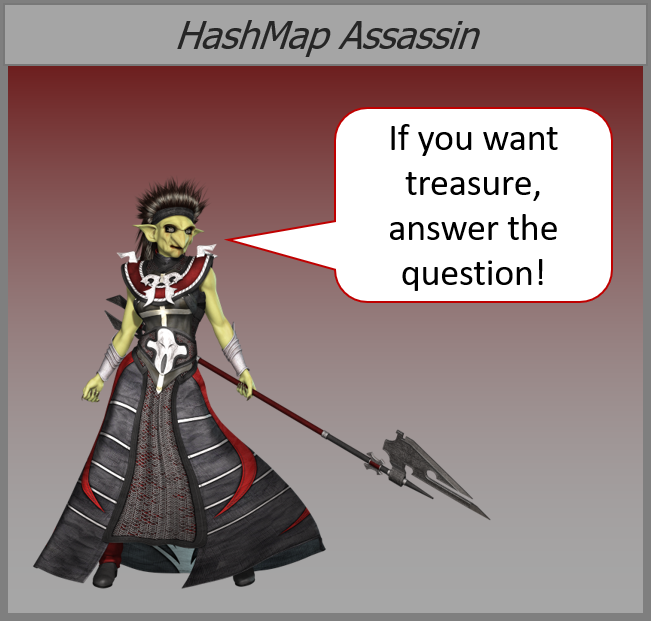 HashMap Assassin
If you want
treasure,
answer the
question!